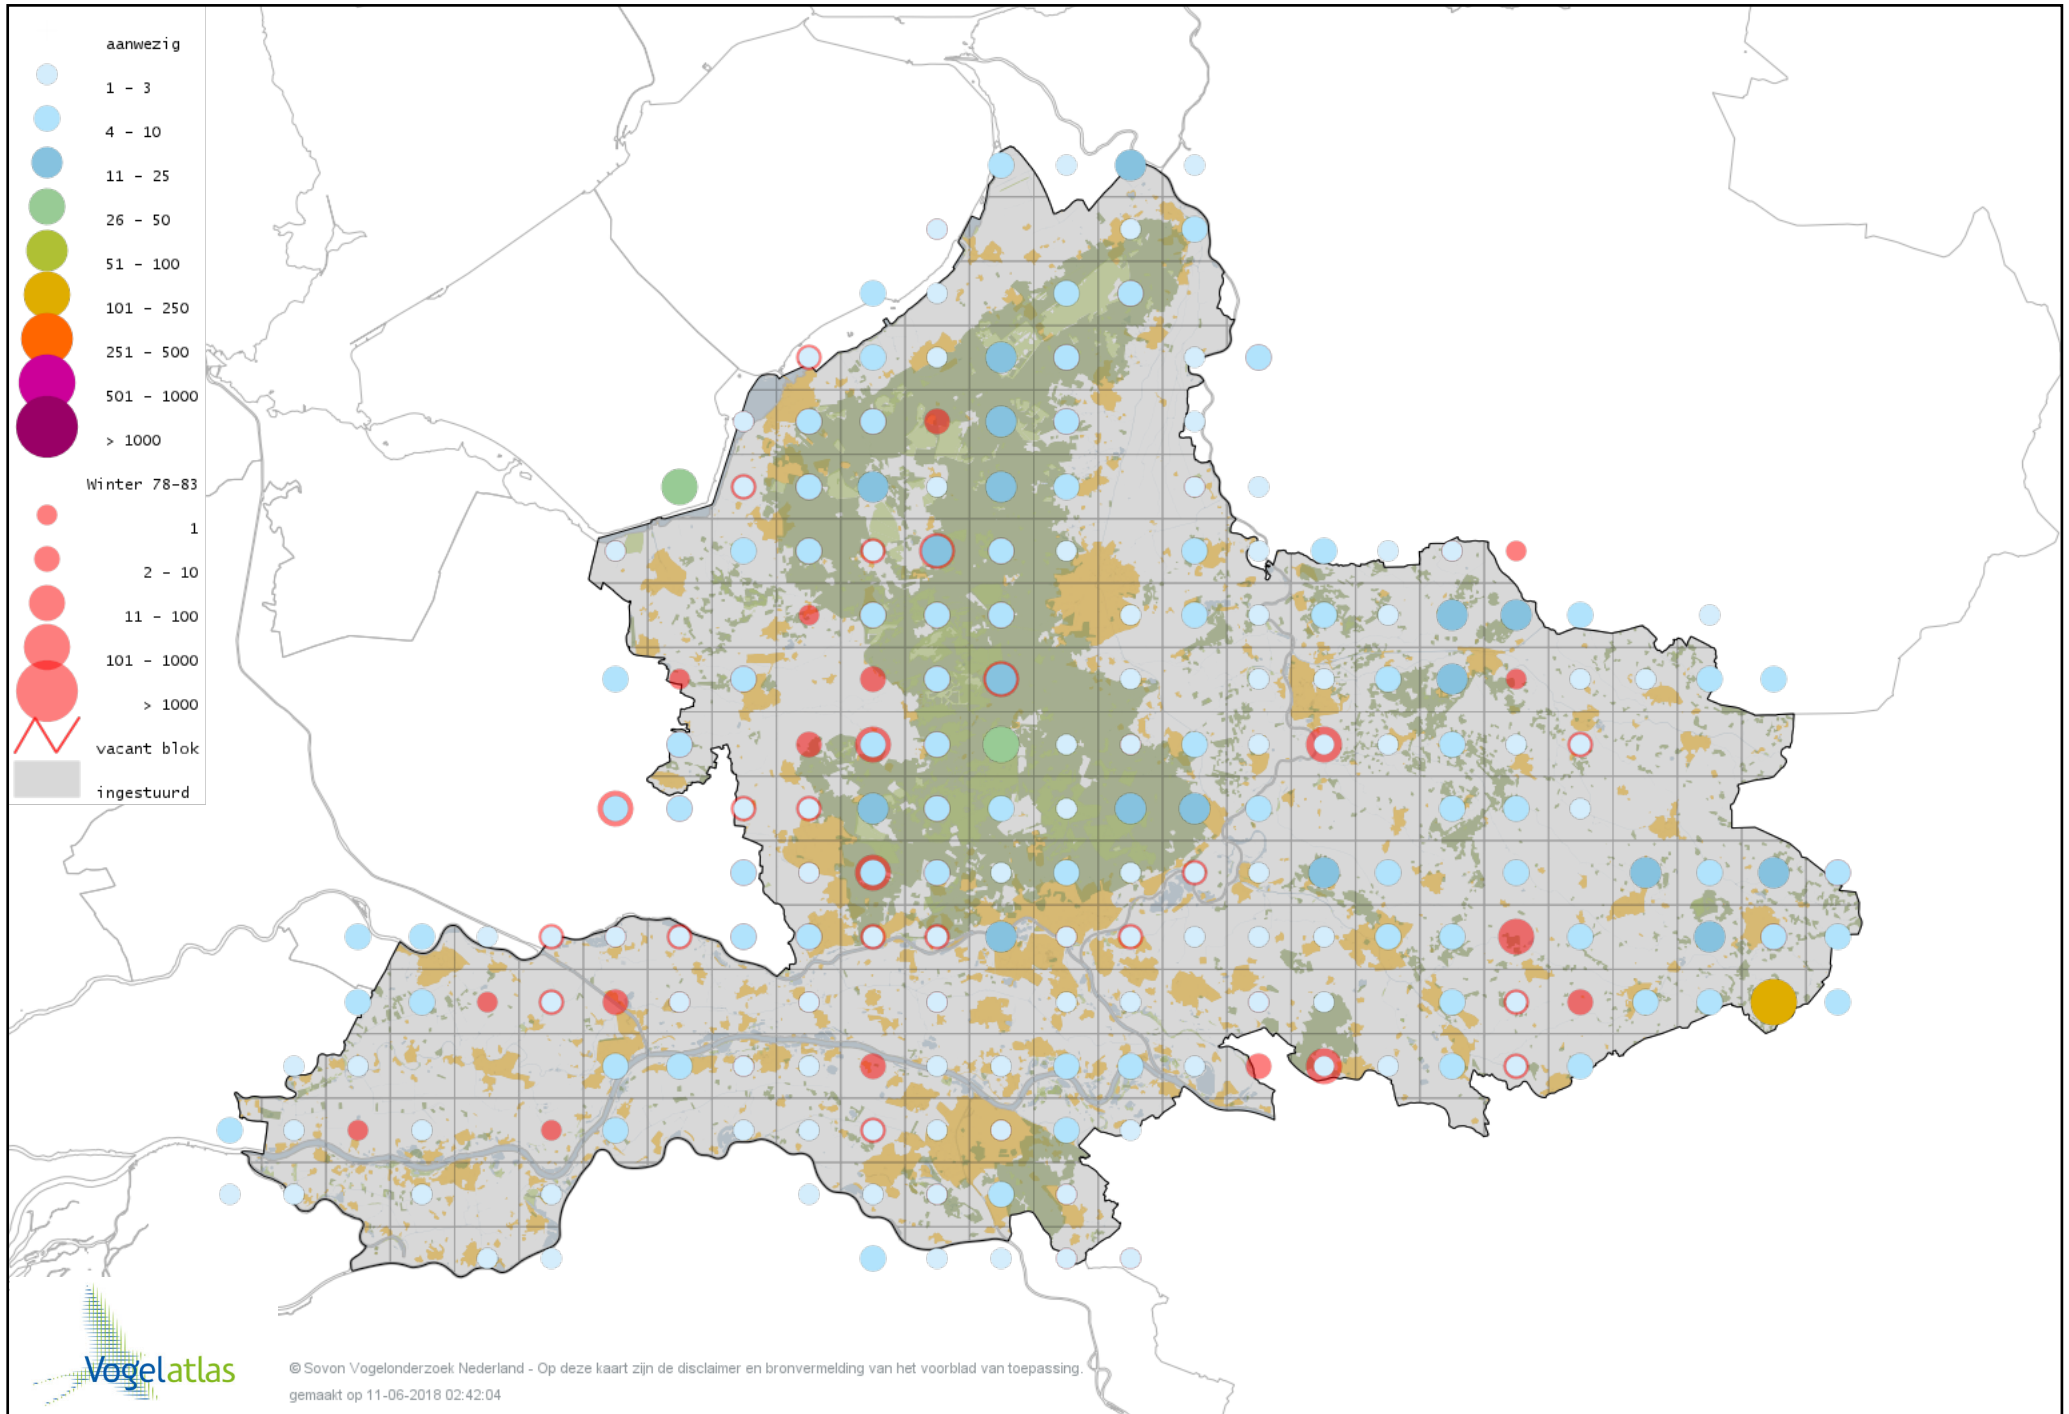 aanwezig
1 – 3
4 – 10
11 – 25
26 – 50
51 – 100
101 – 250
251 – 500
501 – 1000
> 1000
Winter 78-83
1
2 – 10
11 – 100
101 – 1000
> 1000
vacant blok
ingestuurd
Vogelatlas
© Sovon Vogelonderzoek Nederland - Op deze kaart zijn de disclaimer en bronvermelding van het voorblad van toepassing.
gemaakt op 11-06-2018 02:42:04